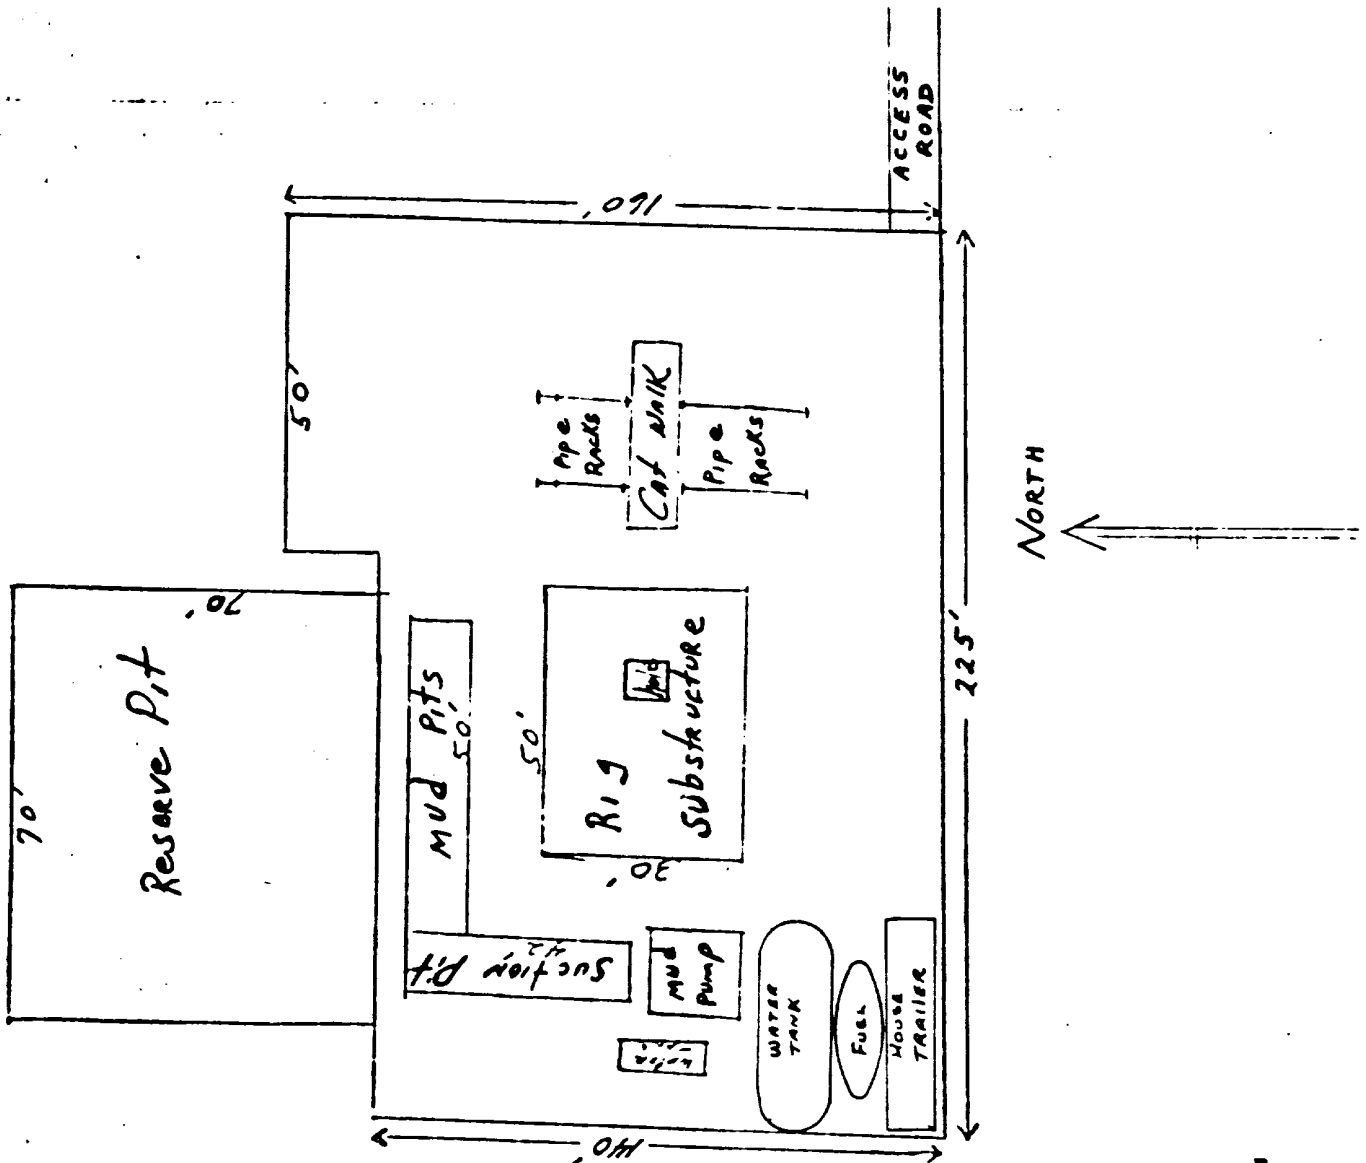 70'
Reserve Pit
70'
50'
160'
ACCESS
ROAD
Mud Pits
50'
Suction Pit
42
50'
30'
Rig
Substructure
Pipe
Racks
Cat Walk
Pipe
Racks
Mud
Pump
WATER
TANK
FUEL
HOUSE
TRAILER
140'
225'
NORTH